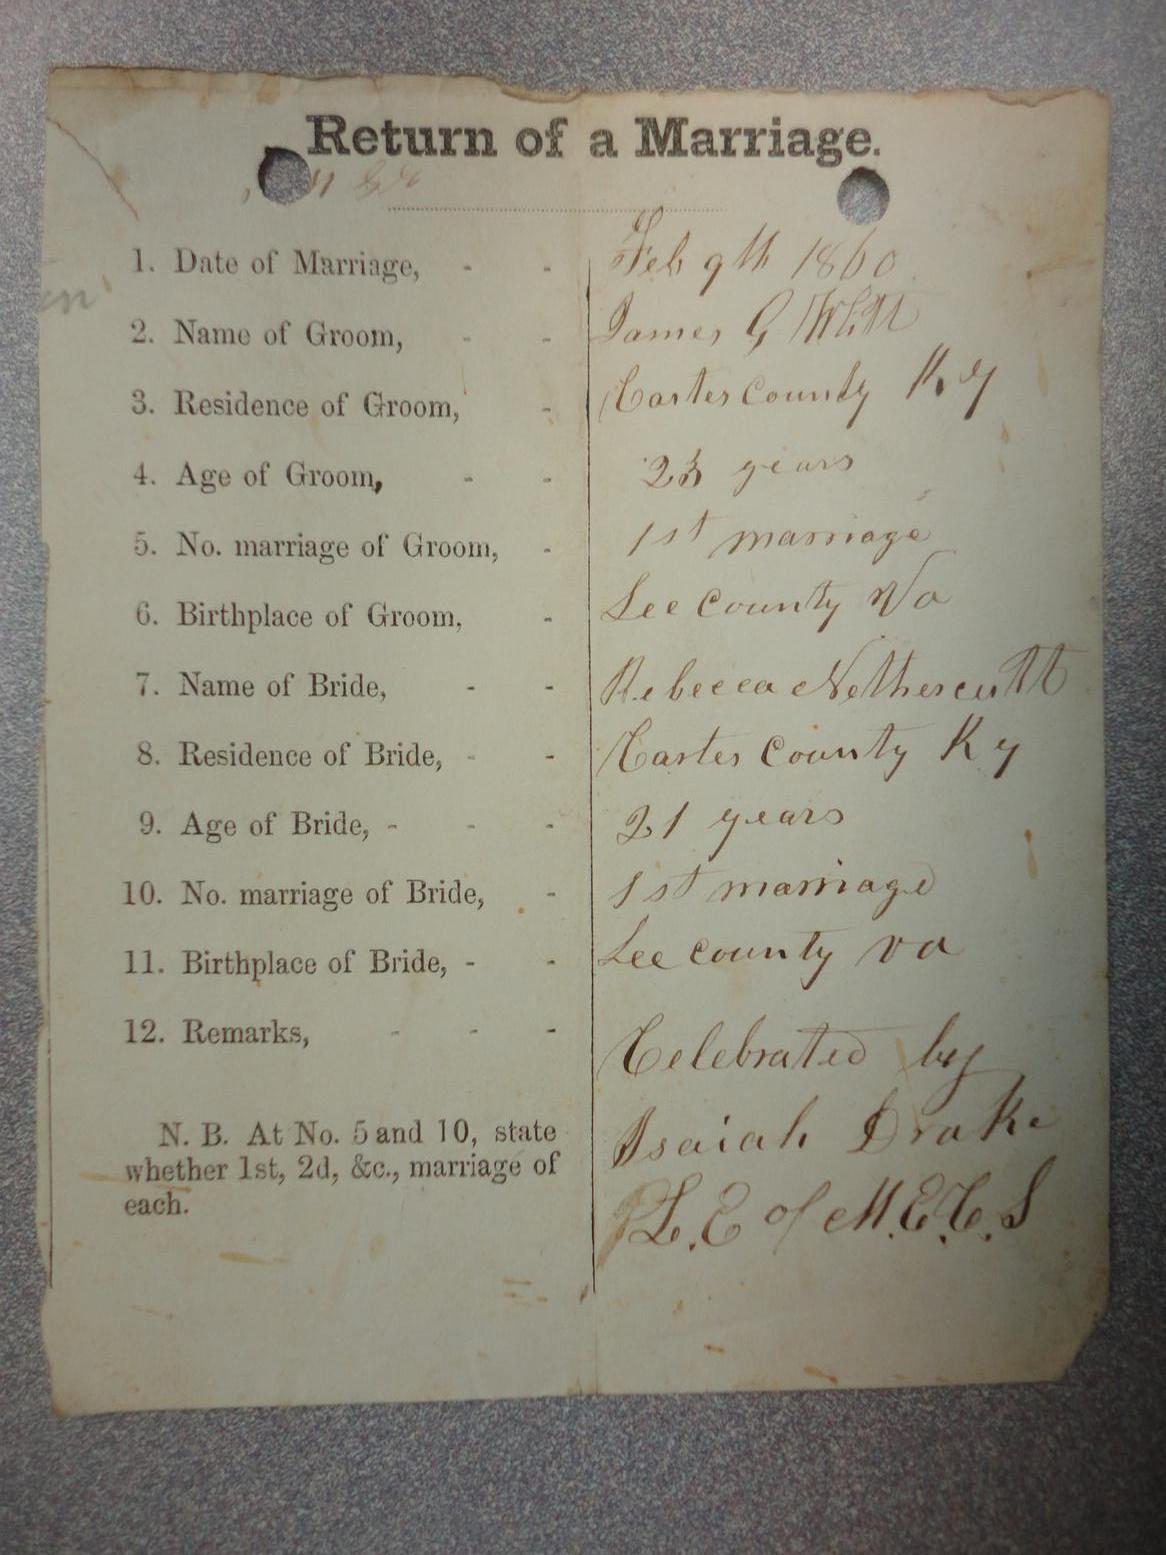 Return of a Marriage.
1. Date of Marriage, - - Feb 9th 1860
2. Name of Groom, - - James G Whitt
3. Residence of Groom, - Carter county Ky
4. Age of Groom, - - 23 years
5. No. marriage of Groom, - 1st marriage
6. Birthplace of Groom, - Lee county Va
7. Name of Bride, - - Rebecca Nethercutt
8. Residence of Bride, - - Carter county Ky
9. Age of Bride, - - - 21 years
10. No. marriage of Bride, - 1st marriage
11. Birthplace of Bride, - - Lee county va
12. Remarks, - - - Celebrated by
Isaiah Drake
L.E of M.E.C.S
N. B. At No. 5 and 10, state
whether 1st, 2d, &c., marriage of
each.